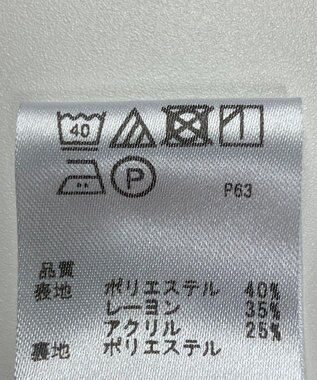 40
P
P63
品質
表地 ポリエステル 40%
レーヨン 35%
アクリル 25%
裏地 ポリエステル